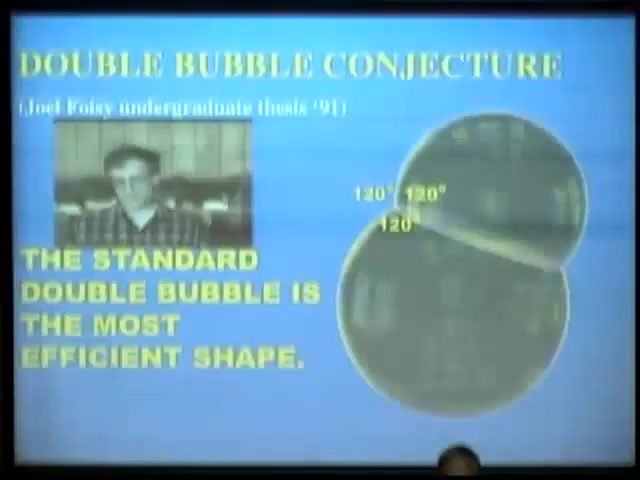 DOUBLE BUBBLE CONJECTURE
(Joel Foisy undergraduate thesis '91)
120° 120°
120°
THE STANDARD
DOUBLE BUBBLE IS
THE MOST
EFFICIENT SHAPE.